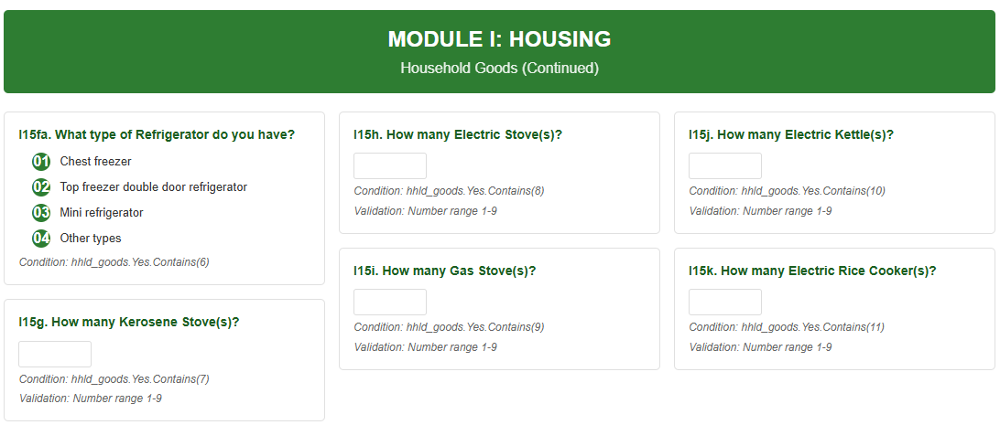 MODULE I: HOUSING
Household Goods (Continued)
I15fa. What type of Refrigerator do you have?
01 Chest freezer
02 Top freezer double door refrigerator
03 Mini refrigerator
04 Other types
Condition: hhld_goods.Yes.Contains(6)
I15g. How many Kerosene Stove(s)?
Condition: hhld_goods.Yes.Contains(7)
Validation: Number range 1-9
I15h. How many Electric Stove(s)?
Condition: hhld_goods.Yes.Contains(8)
Validation: Number range 1-9
I15i. How many Gas Stove(s)?
Condition: hhld_goods.Yes.Contains(9)
Validation: Number range 1-9
I15j. How many Electric Kettle(s)?
Condition: hhld_goods.Yes.Contains(10)
Validation: Number range 1-9
I15k. How many Electric Rice Cooker(s)?
Condition: hhld_goods.Yes.Contains(11)
Validation: Number range 1-9